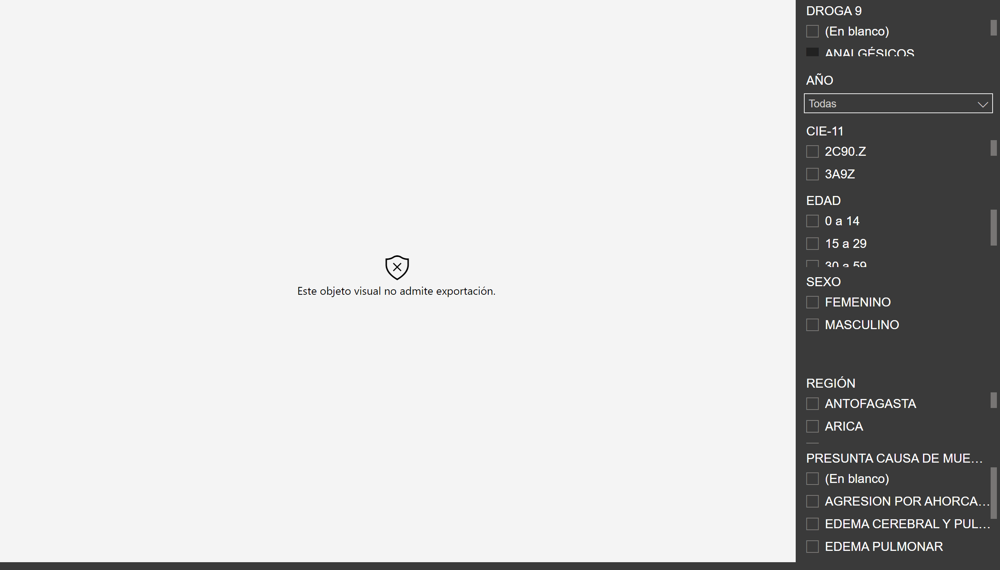 Este objeto visual no admite exportación.
DROGA 9
(En blanco)
ANALGÉSICOS
AÑO
Todas
CIE-11
2C90.Z
3A9Z
EDAD
0 a 14
15 a 29
30 a 59
SEXO
FEMENINO
MASCULINO
REGIÓN
ANTOFAGASTA
ARICA
PRESUNTA CAUSA DE MUE...
(En blanco)
AGRESION POR AHORCA...
EDEMA CEREBRAL Y PUL...
EDEMA PULMONAR